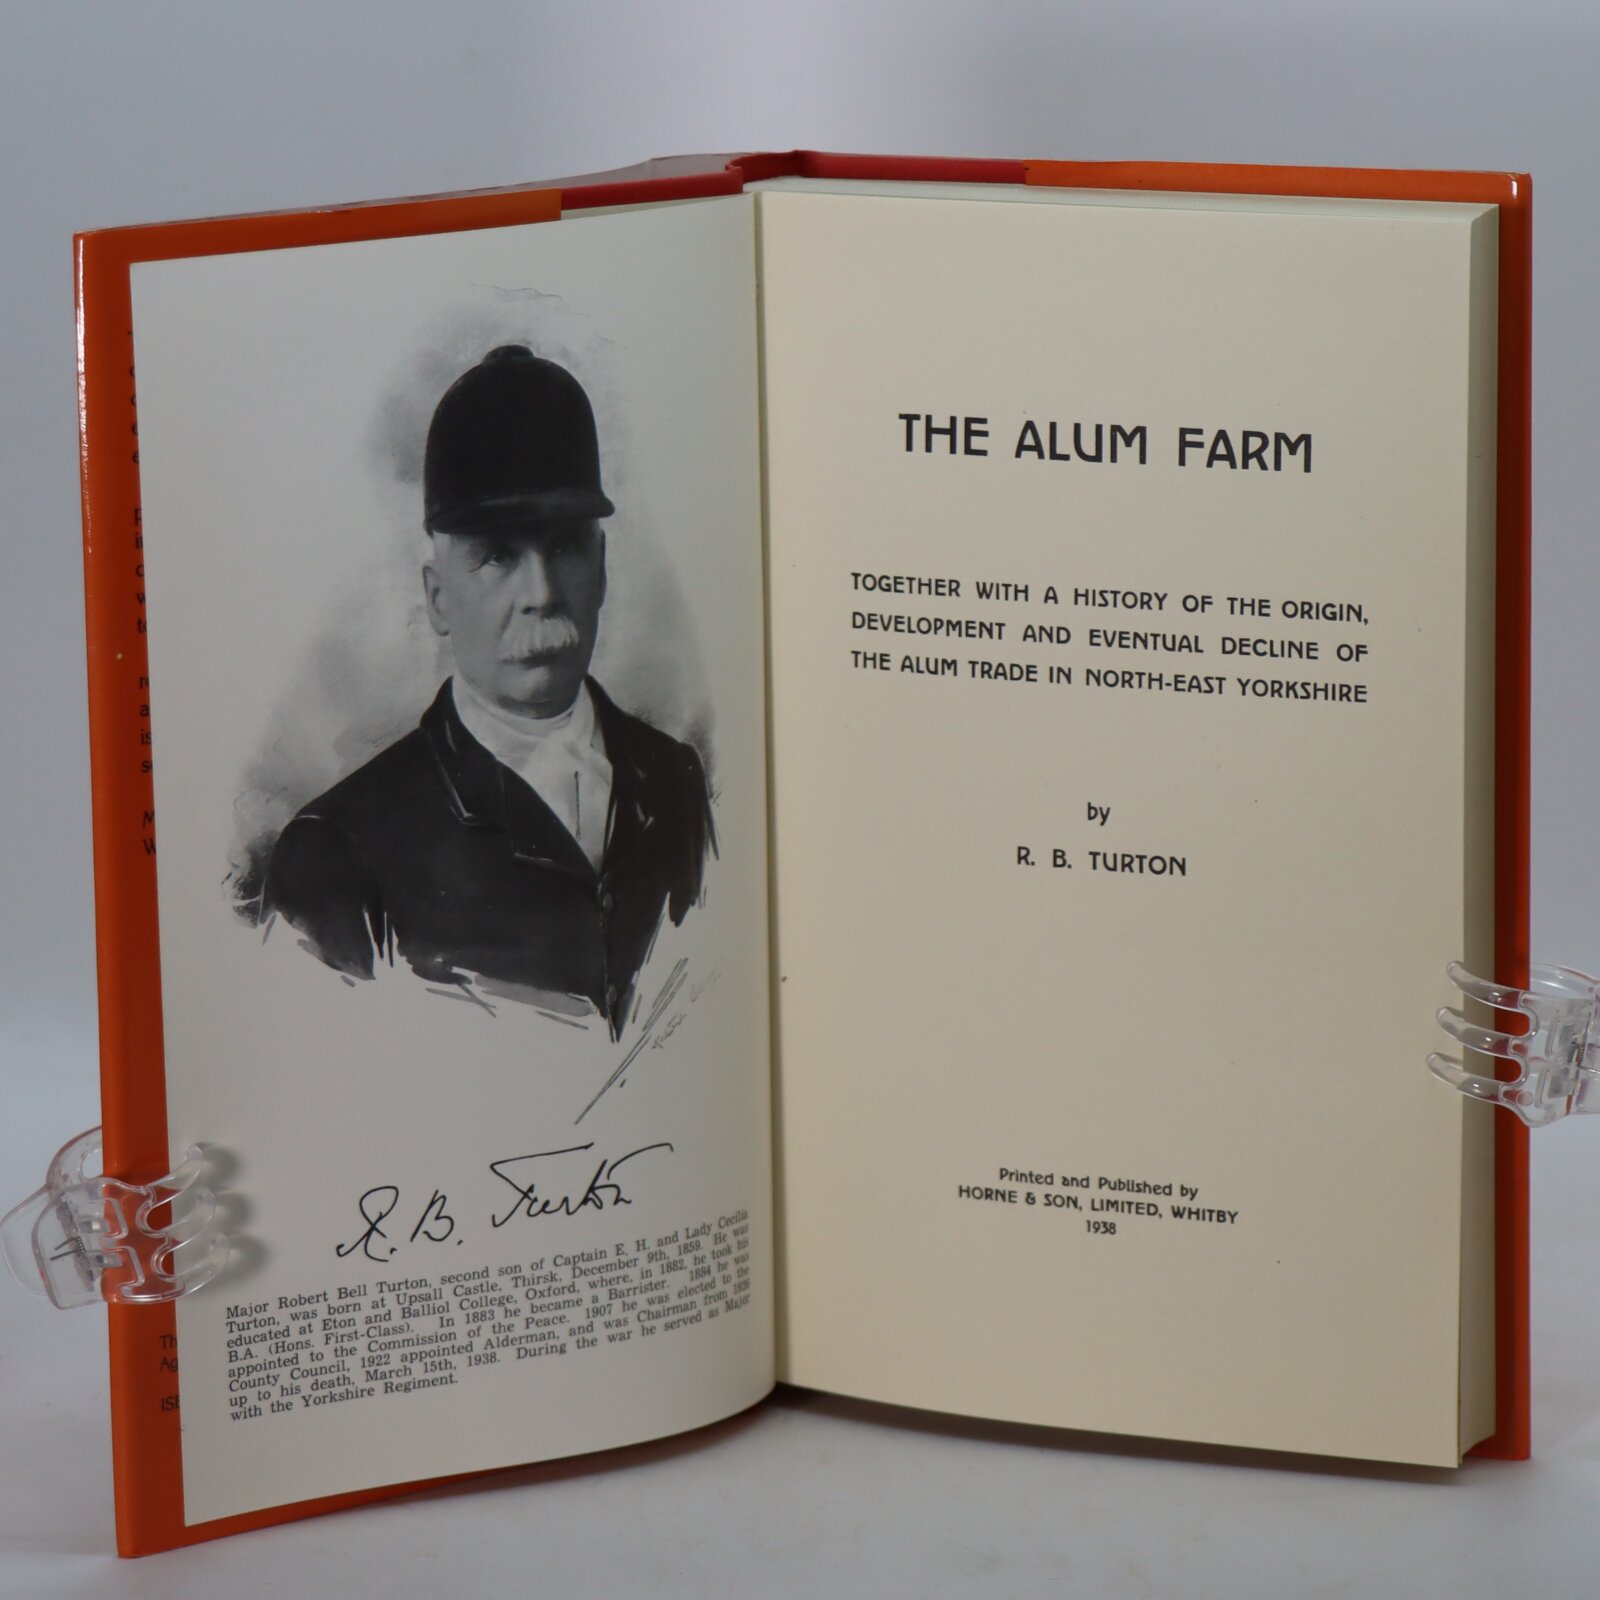 R. B. Turton
Major Robert Bell Turton, second son of Captain E. H. and Lady Cecilia
Turton, was born at Upsall Castle, Thirsk, December 9th, 1859. He was
educated at Eton and Balliol College, Oxford, where, in 1882, he took his
B.A. (Hons. First-Class). In 1883 he became a Barrister. 1884 he was
appointed to the Commission of the Peace. 1907 he was elected to the
County Council, 1922 appointed Alderman, and was Chairman from 1926
up to his death, March 15th, 1938. During the war he served as Major
with the Yorkshire Regiment.
THE ALUM FARM
TOGETHER WITH A HISTORY OF THE ORIGIN,
DEVELOPMENT AND EVENTUAL DECLINE OF
THE ALUM TRADE IN NORTH-EAST YORKSHIRE
by
R. B. TURTON
Printed and Published by
HORNE & SON, LIMITED, WHITBY
1938